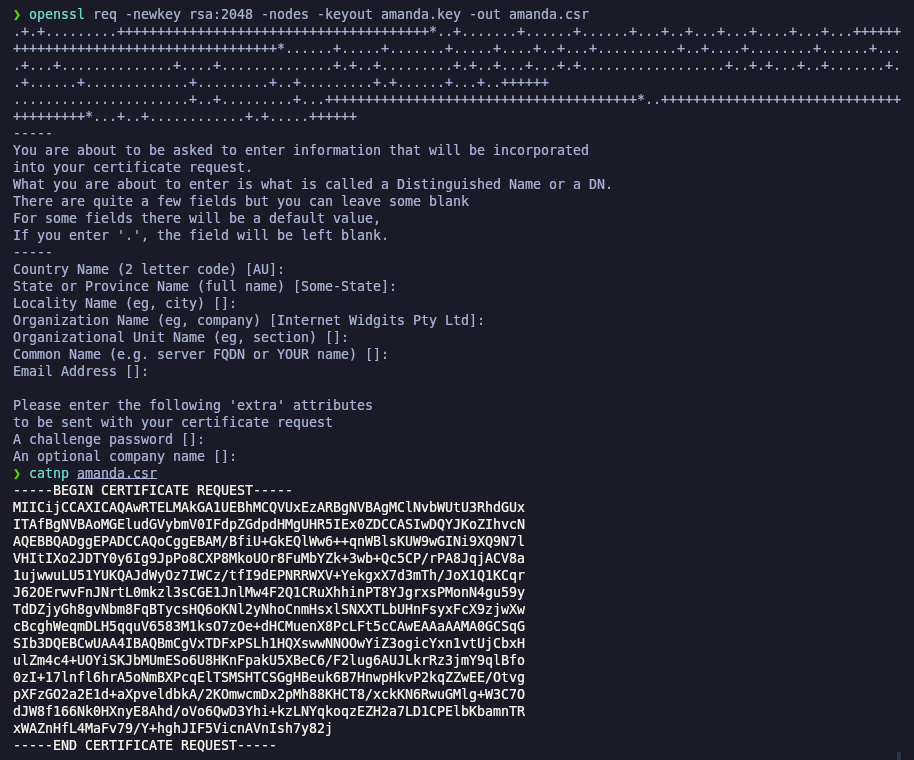 ❯ openssl req -newkey rsa:2048 -nodes -keyout amanda.key -out amanda.csr
.+.+.........+++++++++++++++++++++++++++++++++++++++*..+.......+......+......+...+..+...+...+....+...+...++++++
+++++++++++++++++++++++++++++++++*......+.....+.......+.....+....+..+...+..........+..+....+........+......+...
.+...+..............+....+..............+.+..+.........+.+..+...+...+.+..................+..+.+...+..+.......+.
.+......+.............+.........+..+.........+.+......+...+..++++++
......................+..+.........+...+++++++++++++++++++++++++++++++++++++++*..++++++++++++++++++++++++++++++
+++++++++*...+..+............+.+.....++++++
-----
You are about to be asked to enter information that will be incorporated
into your certificate request.
What you are about to enter is what is called a Distinguished Name or a DN.
There are quite a few fields but you can leave some blank
For some fields there will be a default value,
If you enter '.', the field will be left blank.
-----
Country Name (2 letter code) [AU]:
State or Province Name (full name) [Some-State]:
Locality Name (eg, city) []:
Organization Name (eg, company) [Internet Widgits Pty Ltd]:
Organizational Unit Name (eg, section) []:
Common Name (e.g. server FQDN or YOUR name) []:
Email Address []:

Please enter the following 'extra' attributes
to be sent with your certificate request
A challenge password []:
An optional company name []:
❯ catnp amanda.csr
-----BEGIN CERTIFICATE REQUEST-----
MIICijCCAXICAQAwRTELMAkGA1UEBhMCQVUxEzARBgNVBAgMClNvbWUtU3RhdGUx
ITAfBgNVBAoMGEludGVybmV0IFdpZGdpdHMgUHR5IEx0ZDCCASIwDQYJKoZIhvcN
AQEBBQADggEPADCCAQoCggEBAM/BfiU+GkEQlWw6++qnWBlsKUW9wGINi9XQ9N7l
VHItIXo2JDTY0y6Ig9JpPo8CXP8MkoUOr8FuMbYZk+3wb+Qc5CP/rPA8JqjACV8a
1ujwwuLU51YUKQAJdWyOz7IWCz/tfI9dEPNRRWXV+YekgxX7d3mTh/JoX1Q1KCqr
J62OErwvFnJNrtL0mkzl3sCGE1JnlMw4F2Q1CRuXhhinPT8YJgrxsPMonN4gu59y
TdDZjyGh8gvNbm8FqBTycsHQ6oKNl2yNhoCnmHsxlSNXXTLbUHnFsyxFcX9zjwXw
cBcghWeqmDLH5qquV6583M1ksO7zOe+dHCMuenX8PcLFt5cCAwEAAaAAMA0GCSqG
SIb3DQEBCwUAA4IBAQBmCgVxTDFxPSLh1HQXswwNNOOwYiZ3ogicYxn1vtUjCbxH
ulZm4c4+UOYiSKJbMUmESo6U8HKnFpakU5XBeC6/F2lug6AUJLkrRz3jmY9qlBfo
0zI+17lnfl6hrA5oNmBXPcqElTSMSHTCSGgHBeuk6B7HnwpHkvP2kqZZwEE/Otvg
pXFzGO2a2E1d+aXpveldbkA/2KOmwcmDx2pMh88KHCT8/xckKN6RwuGMlg+W3C7O
dJW8f166Nk0HXnyE8Ahd/oVo6QwD3Yhi+kzLNYqkoqzEZH2a7LD1CPElbKbamnTR
xWAZnHfL4MaFv79/Y+hghJIF5VicnAVnIsh7y82j
-----END CERTIFICATE REQUEST-----